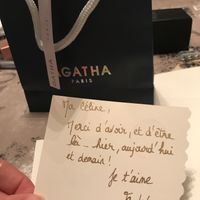 AGATHA
PARIS
Ma Céline,
Merci d'avoir, et d'être
là - hier, aujourd'hui
et demain!
Je t'aime